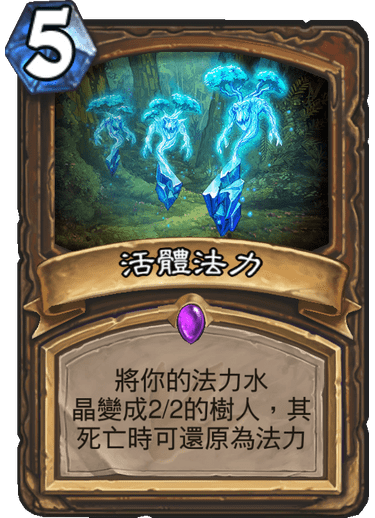 5
活體法力
將你的法力水
晶變成2/2的樹人，其
死亡時可還原為法力